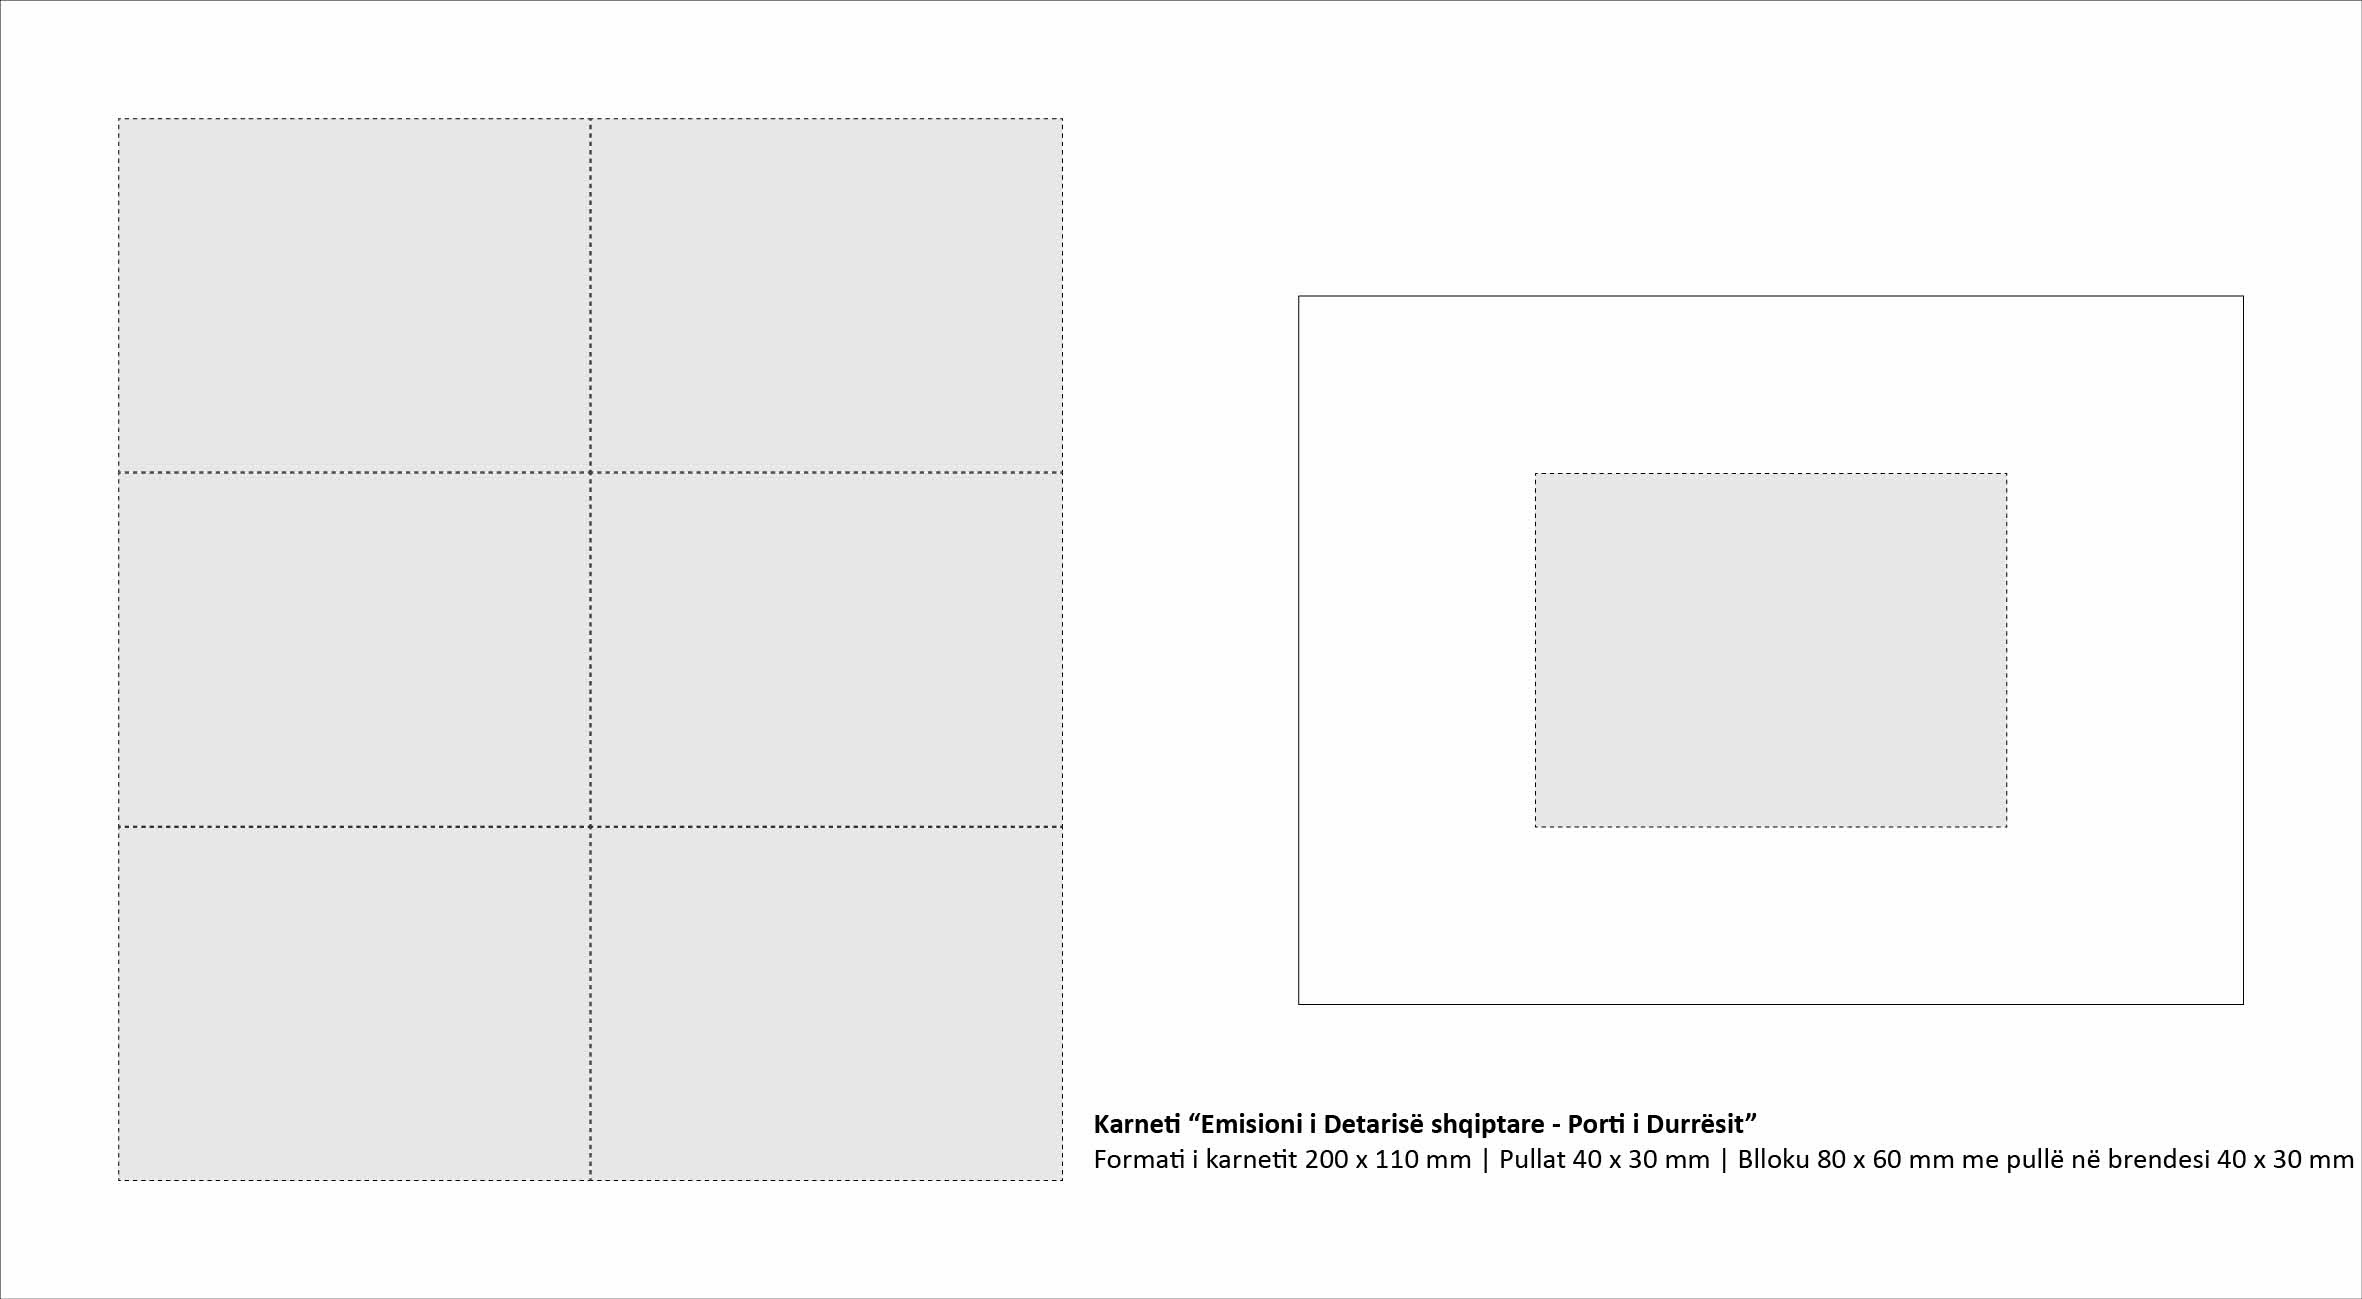 Karneti “Emisioni i Detarisë shqiptare - Porti i Durrësit”
Formati i karnetit 200 x 110 mm | Pullat 40 x 30 mm | Blloku 80 x 60 mm me pullë në brendesi 40 x 30 mm